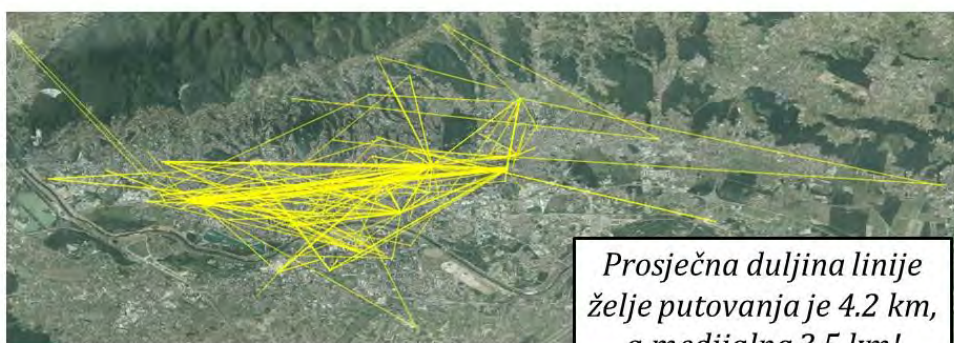 Prosječna duljina linije
želje putovanja je 4.2 km,
a medijalna 3.5 km!